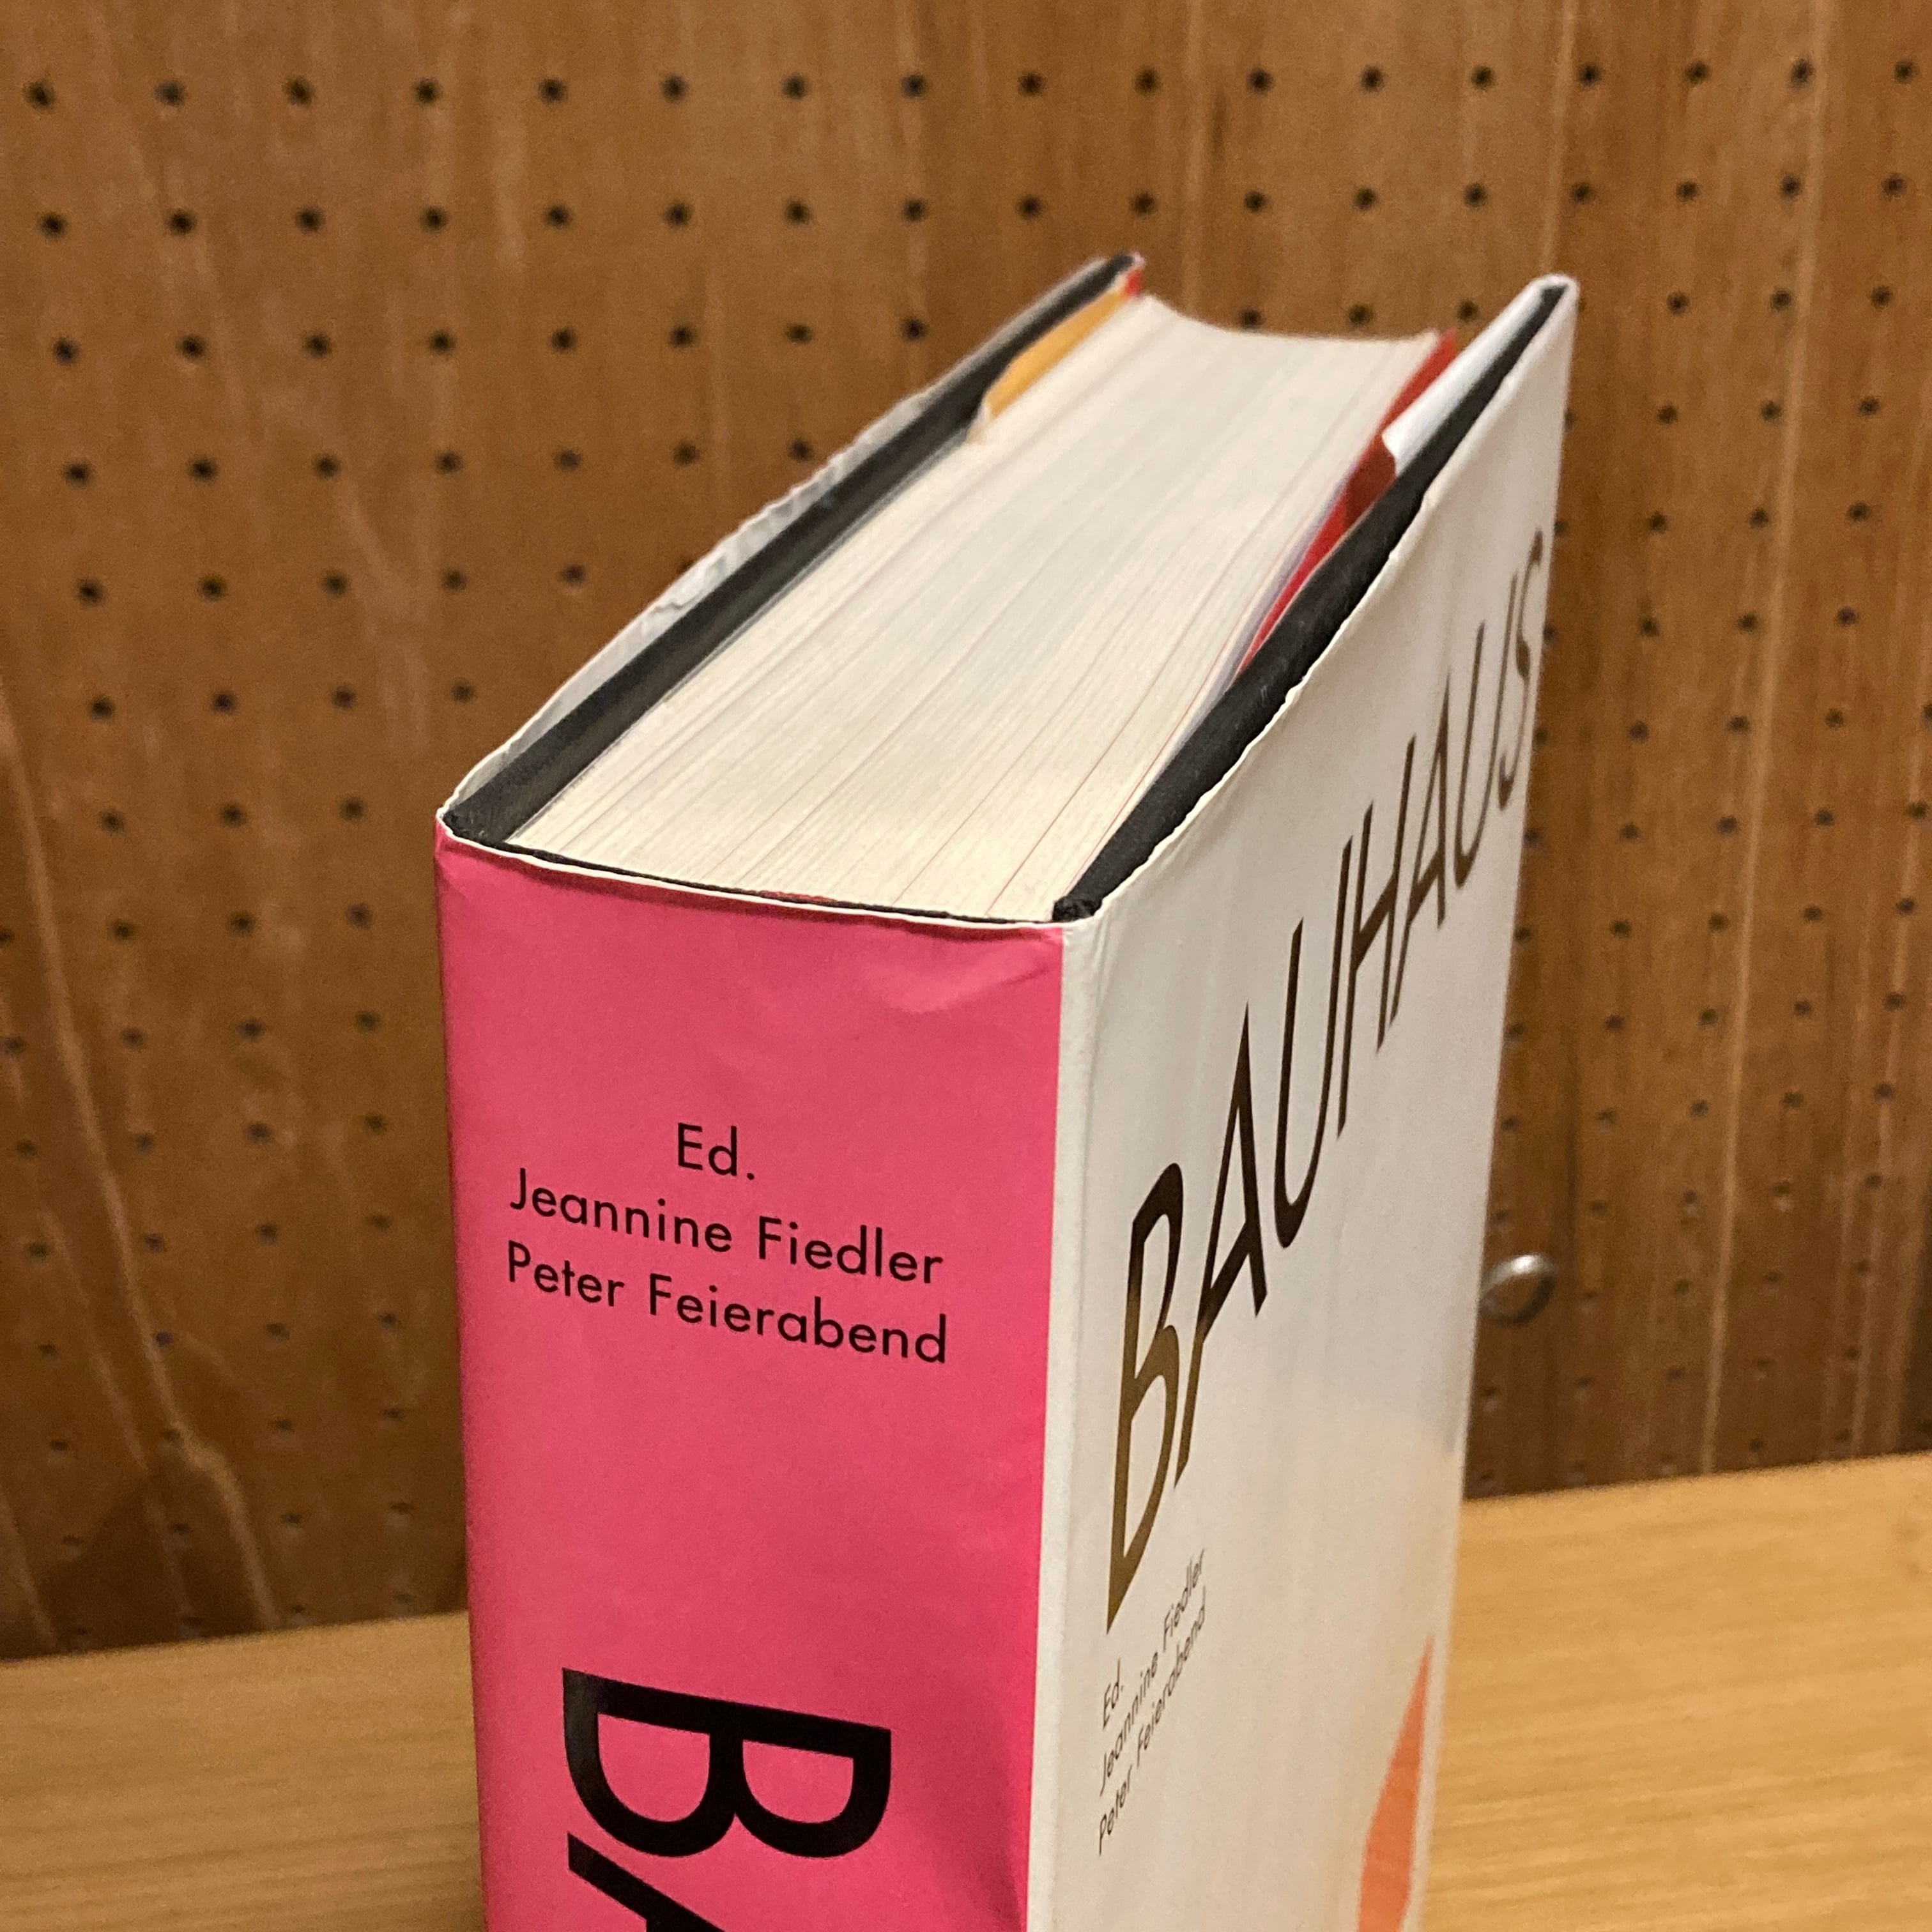 Ed.
Jeannine Fiedler
Peter Feierabend
BA
BAUHAUS
Ed.
Jeannine Fiedler
Peter Feierabend